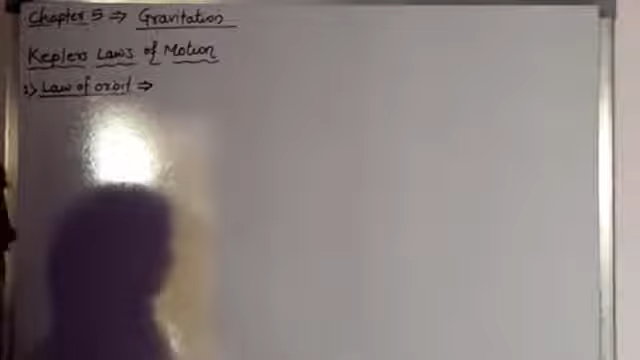 Chapter 5 ⇒ Gravitation
Keplers Laws of Motion
1) Law of orbit ⇒